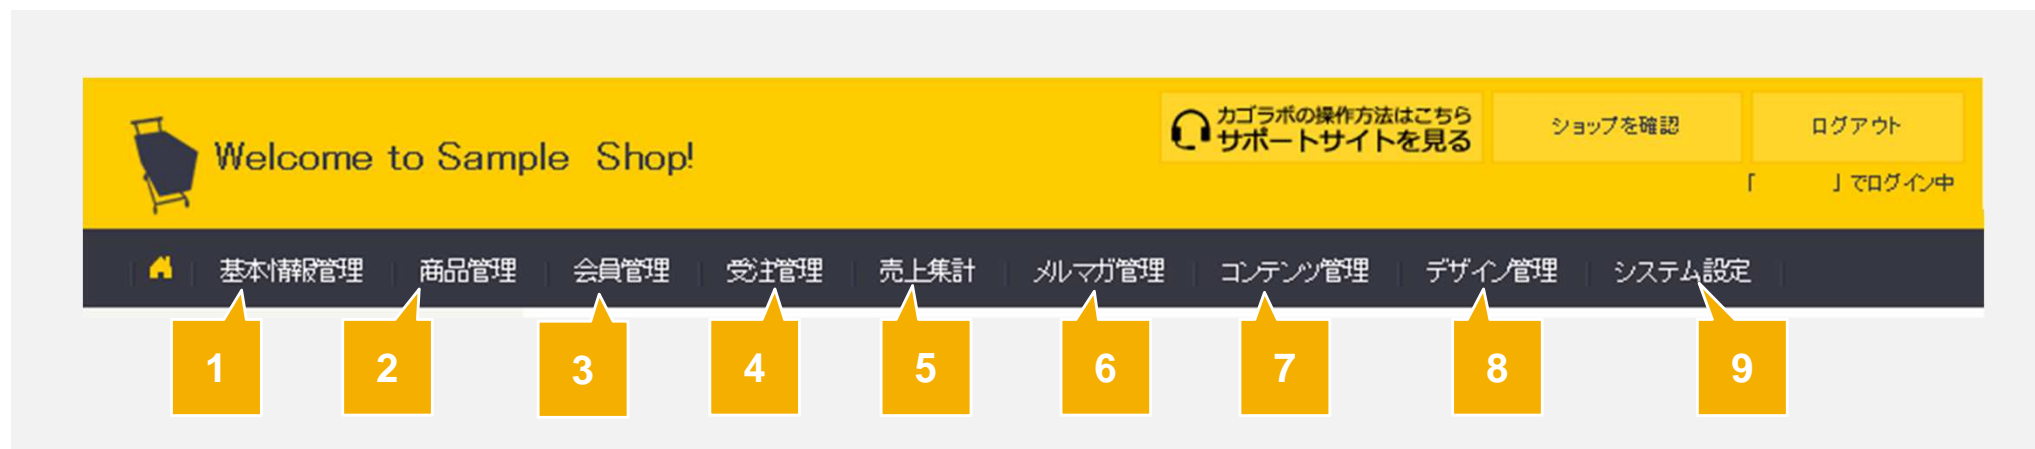 Welcome to Sample Shop!
カゴラボの操作方法はこちら
サポートサイトを見る
ショップを確認
ログアウト
「　　　」でログイン中
基本情報管理 商品管理 会員管理 受注管理 売上集計 メルマガ管理 コンテンツ管理 デザイン管理 システム設定
1 2 3 4 5 6 7 8 9